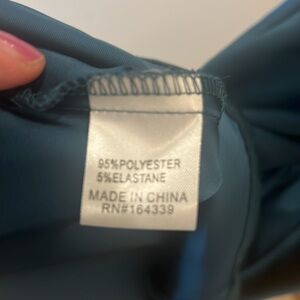 95%POLYESTER
5%ELASTANE
MADE IN CHINA
RN#164339